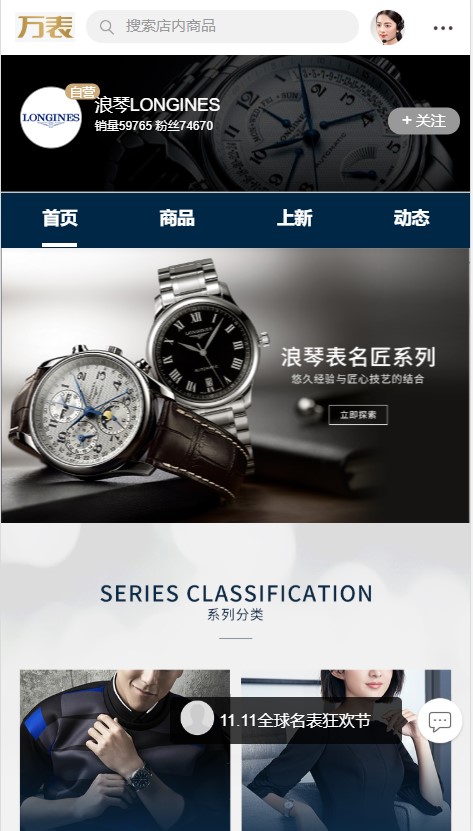 万表
搜索店内商品
自营
LONGINES
浪琴LONGINES
销量59765 粉丝74670
+ 关注
首页 商品 上新 动态
浪琴表名匠系列
悠久经验与匠心技艺的结合
立即探索
SERIES CLASSIFICATION
系列分类
11.11全球名表狂欢节